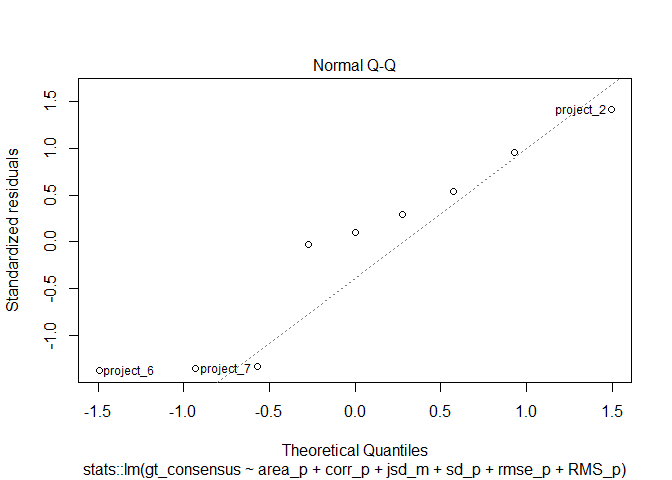 Normal Q-Q
Standardized residuals
1.5
1.0
0.5
0.0
-0.5
-1.0
project_2
project_6
project_7
-1.5 -1.0 -0.5 0.0 0.5 1.0 1.5
Theoretical Quantiles
stats::lm(gt_consensus ~ area_p + corr_p + jsd_m + sd_p + rmse_p + RMS_p)